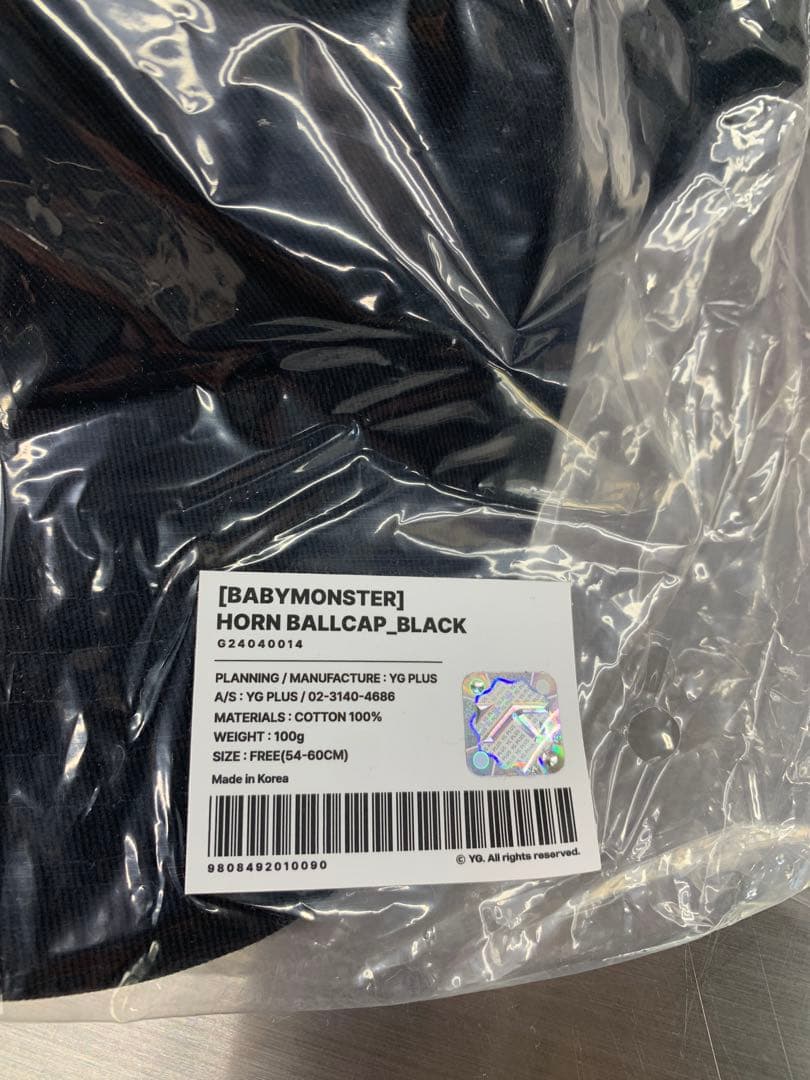 [BABYMONSTER]
HORN BALLCAP_BLACK
G24040014
PLANNING / MANUFACTURE : YG PLUS
A/S : YG PLUS / 02-3140-4686
MATERIALS : COTTON 100%
WEIGHT : 100g
SIZE : FREE(54-60CM)
Made in Korea
9808492010090
© YG. All rights reserved.